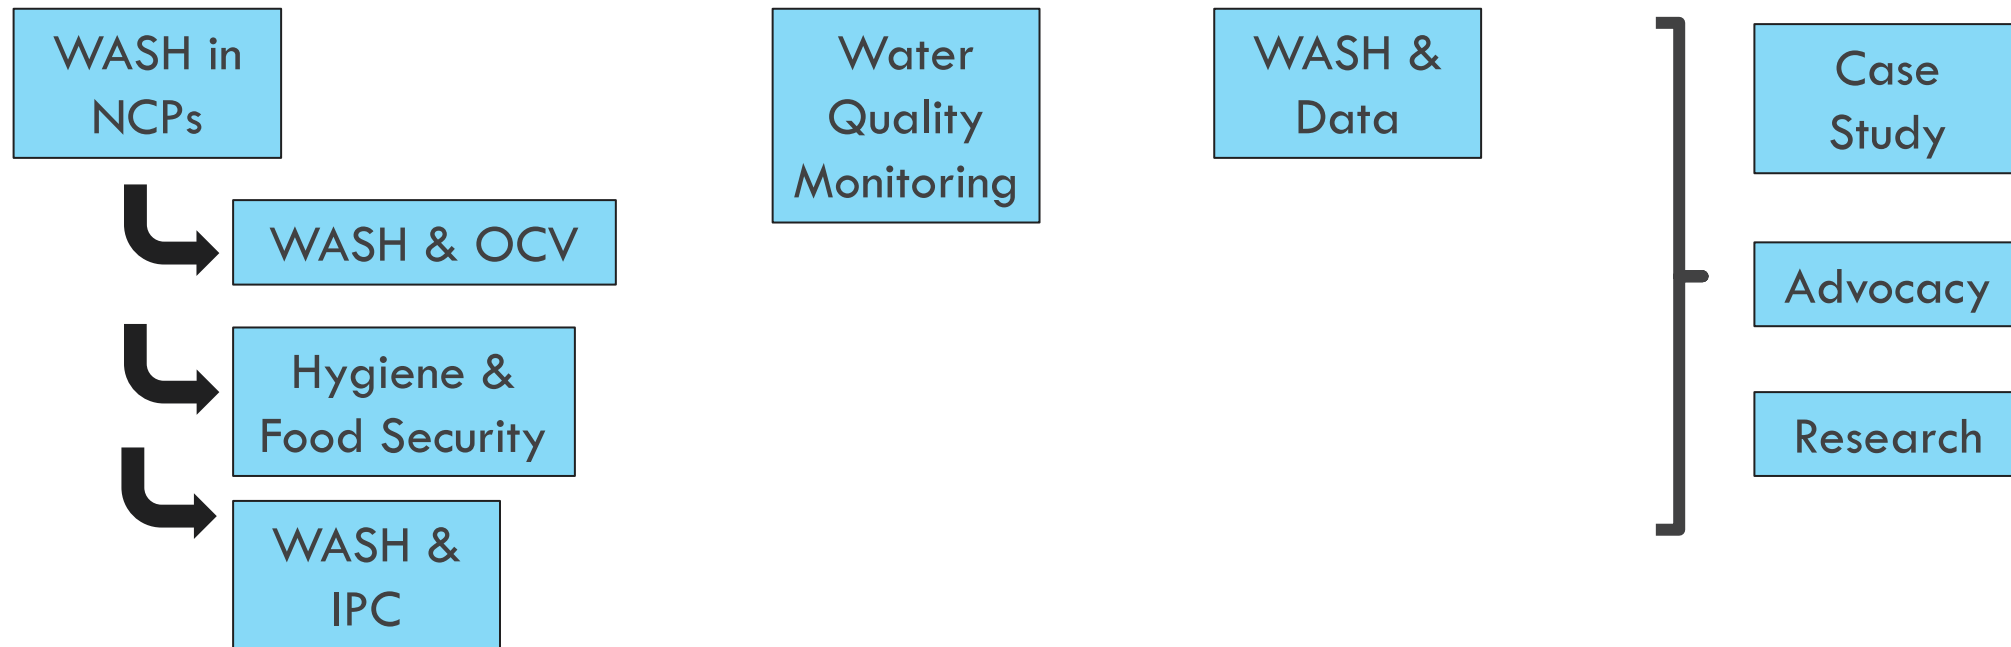 WASH in
NCPs
WASH & OCV
Hygiene &
Food Security
WASH &
IPC
Water
Quality
Monitoring
WASH &
Data
Case
Study
Advocacy
Research